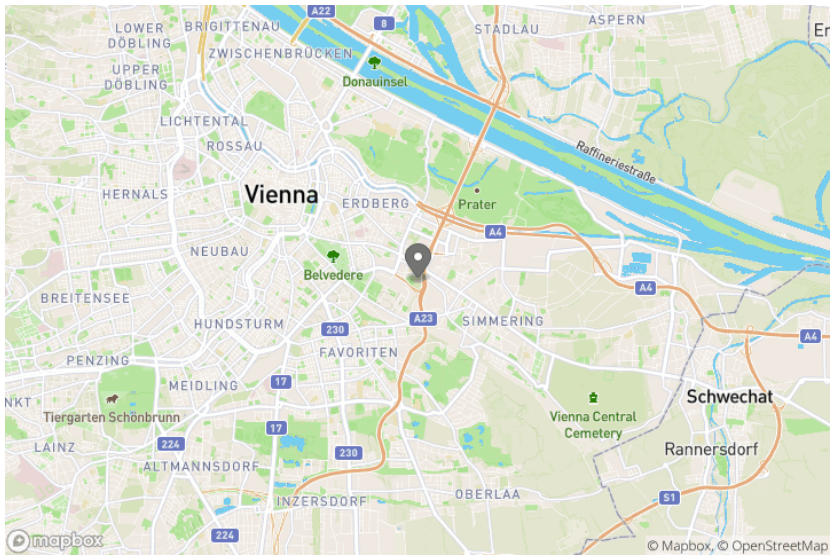 A22
BRIGITTENAU
8
STADLAU
ASPERN
LOWER
DÖBLING
ZWISCHENBRÜCKEN
UPPER
DÖBLING
Donauinsel
LICHTENTAL
ROSSAU
Raffineriestraße
HERNALS
Vienna
ERDBERG
Prater
A4
NEUBAU
Belvedere
A4
BREITENSEE
HUNDSTURM
230
A23
SIMMERING
A4
PENZING
FAVORITEN
MEIDLING
17
Tiergarten Schönbrunn
Vienna Central
Cemetery
Schwechat
LAINZ
224
17
230
Rannersdorf
ALTMANNSDORF
INZERSDORF
OBERLAA
S1
224
mapbox
© Mapbox, © OpenStreetMap